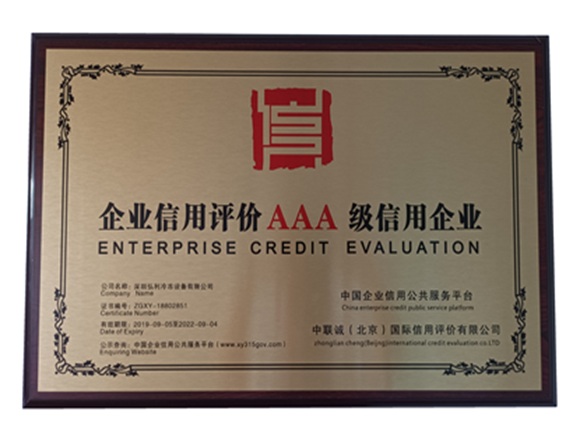 信
企业信用评价AAA 级信用企业
ENTERPRISE CREDIT EVALUATION
公司名称：深圳弘利冷冻设备有限公司
Company Name
证书编号：ZGXY-18802851
Certificate Number
有效期限：2019-09-05至2022-09-04
Date of Expiry
公示咨询：中国企业信用公共服务平台（www.xy315gov.com）
Enquiring Website
中国企业信用公共服务平台
China enterprise credit public service platform
中联诚（北京）国际信用评价有限公司
zhonglian cheng(Beijng)international credit evaluation co.LTD